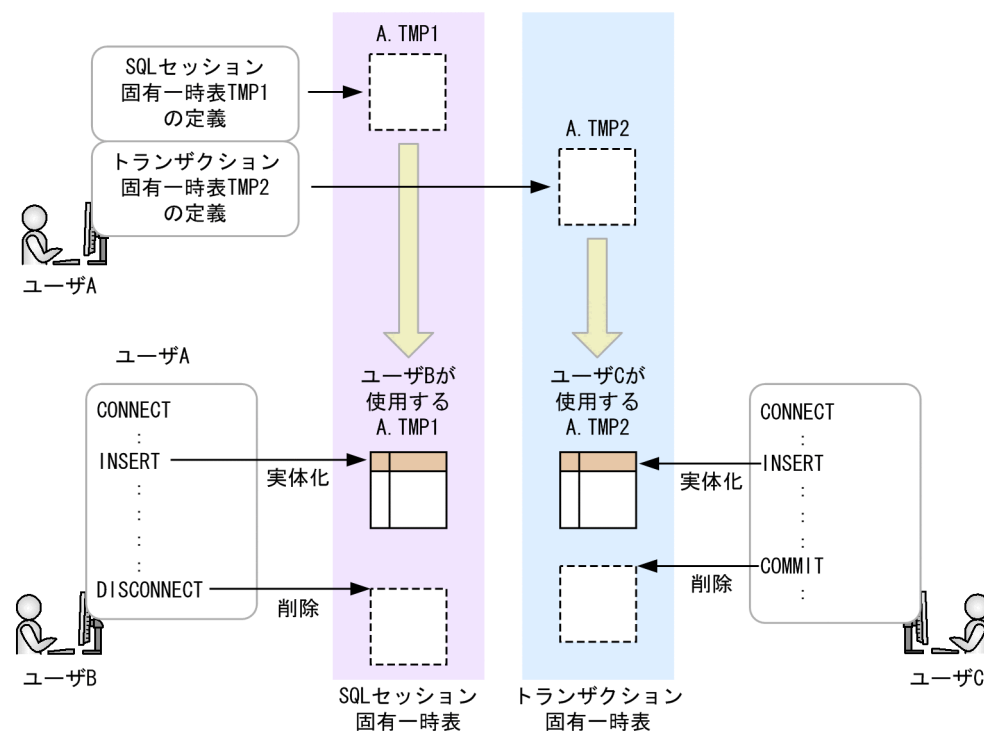 A.TMP1
SQLセッション
固有一時表TMP1
の定義
A.TMP2
トランザクション
固有一時表TMP2
の定義
ユーザA
ユーザA
ユーザBが
使用する
A.TMP1
ユーザCが
使用する
A.TMP2
CONNECT
:
INSERT
実体化
:
:
:
DISCONNECT
削除
ユーザB
CONNECT
:
INSERT
実体化
:
:
:
COMMIT
削除
:
ユーザC
SQLセッション
固有一時表
トランザクション
固有一時表